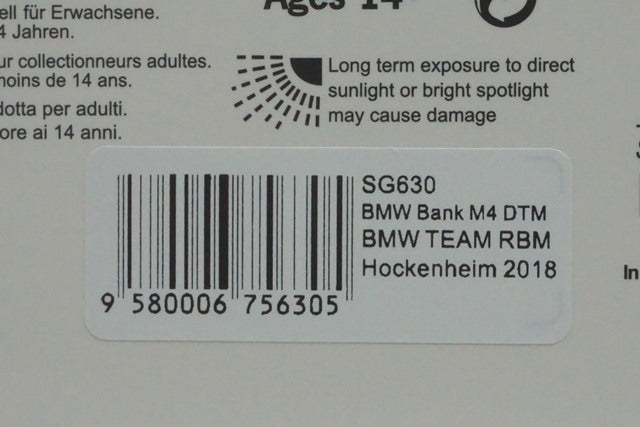 ell für Erwachsene.
4 Jahren.
Ages 14
ur collectionneurs adultes.
moins de 14 ans.
dotta per adulti.
ore ai 14 anni.
Long term exposure to direct
sunlight or bright spotlight
may cause damage
SG630
BMW Bank M4 DTM
BMW TEAM RBM
Hockenheim 2018
9 580006 756305
In